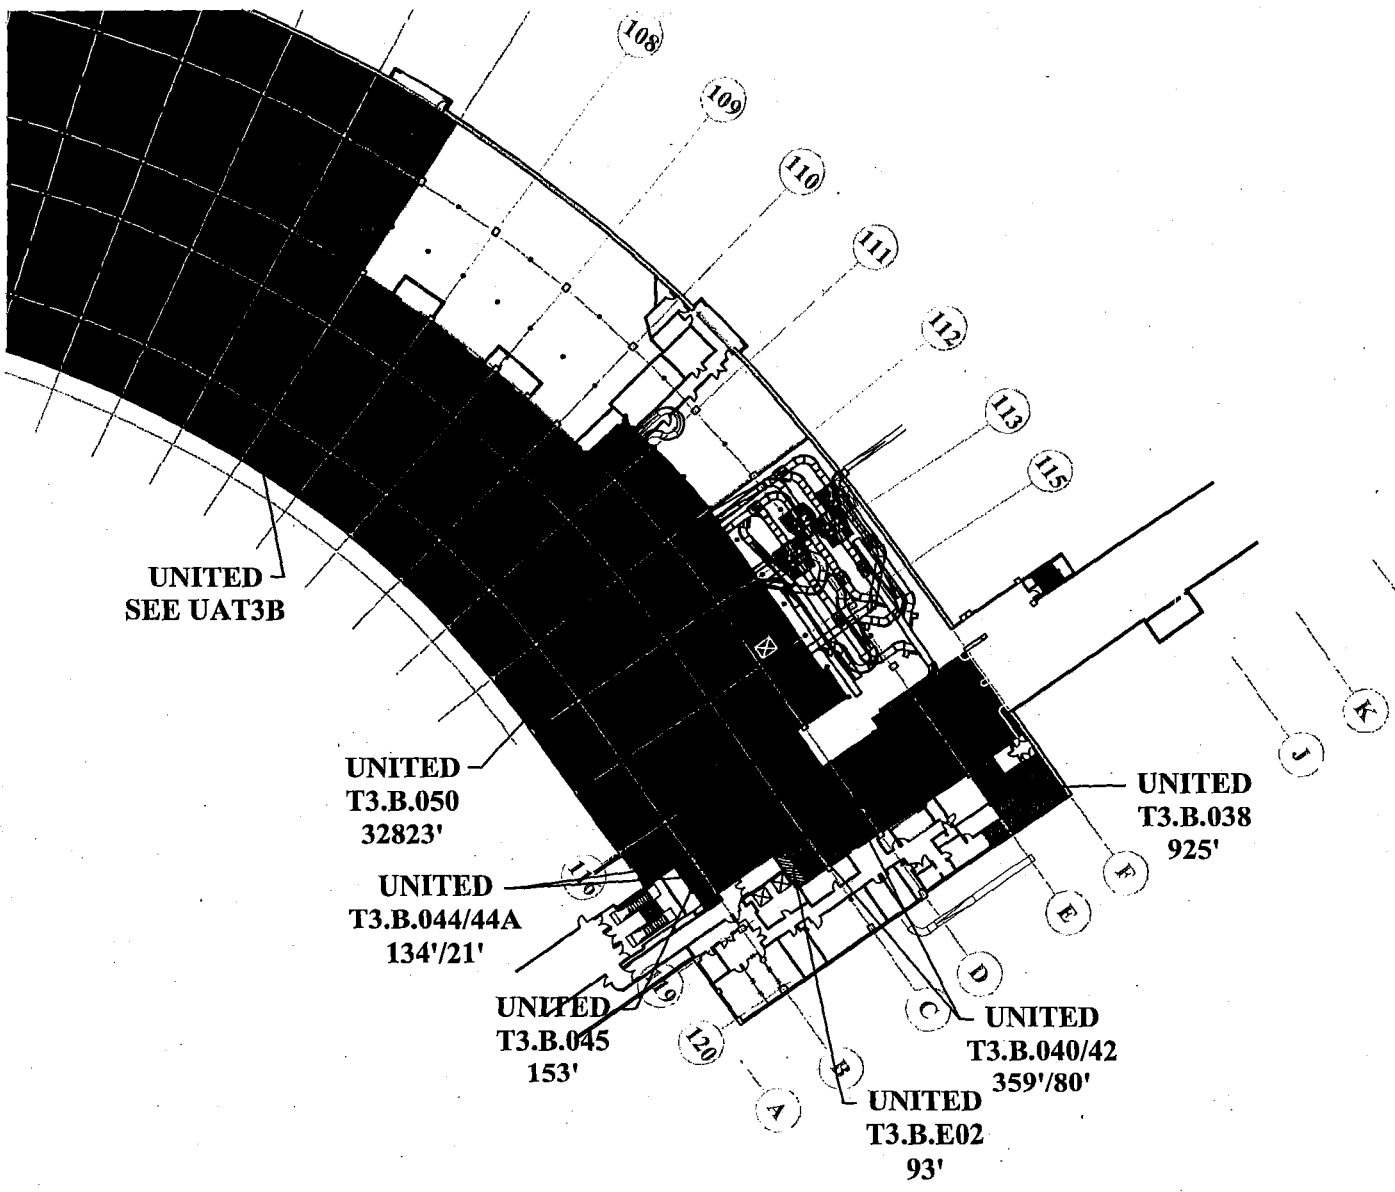 108
109
110
111
112
113
115
UNITED
SEE UAT3B
K
J
UNITED
T3.B.050
32823'
UNITED
T3.B.038
925'
116
F
UNITED
T3.B.044/44A
134'/21'
E
D
119
C
UNITED
T3.B.045
153'
120
UNITED
T3.B.040/42
359'/80'
B
A
UNITED
T3.B.E02
93'